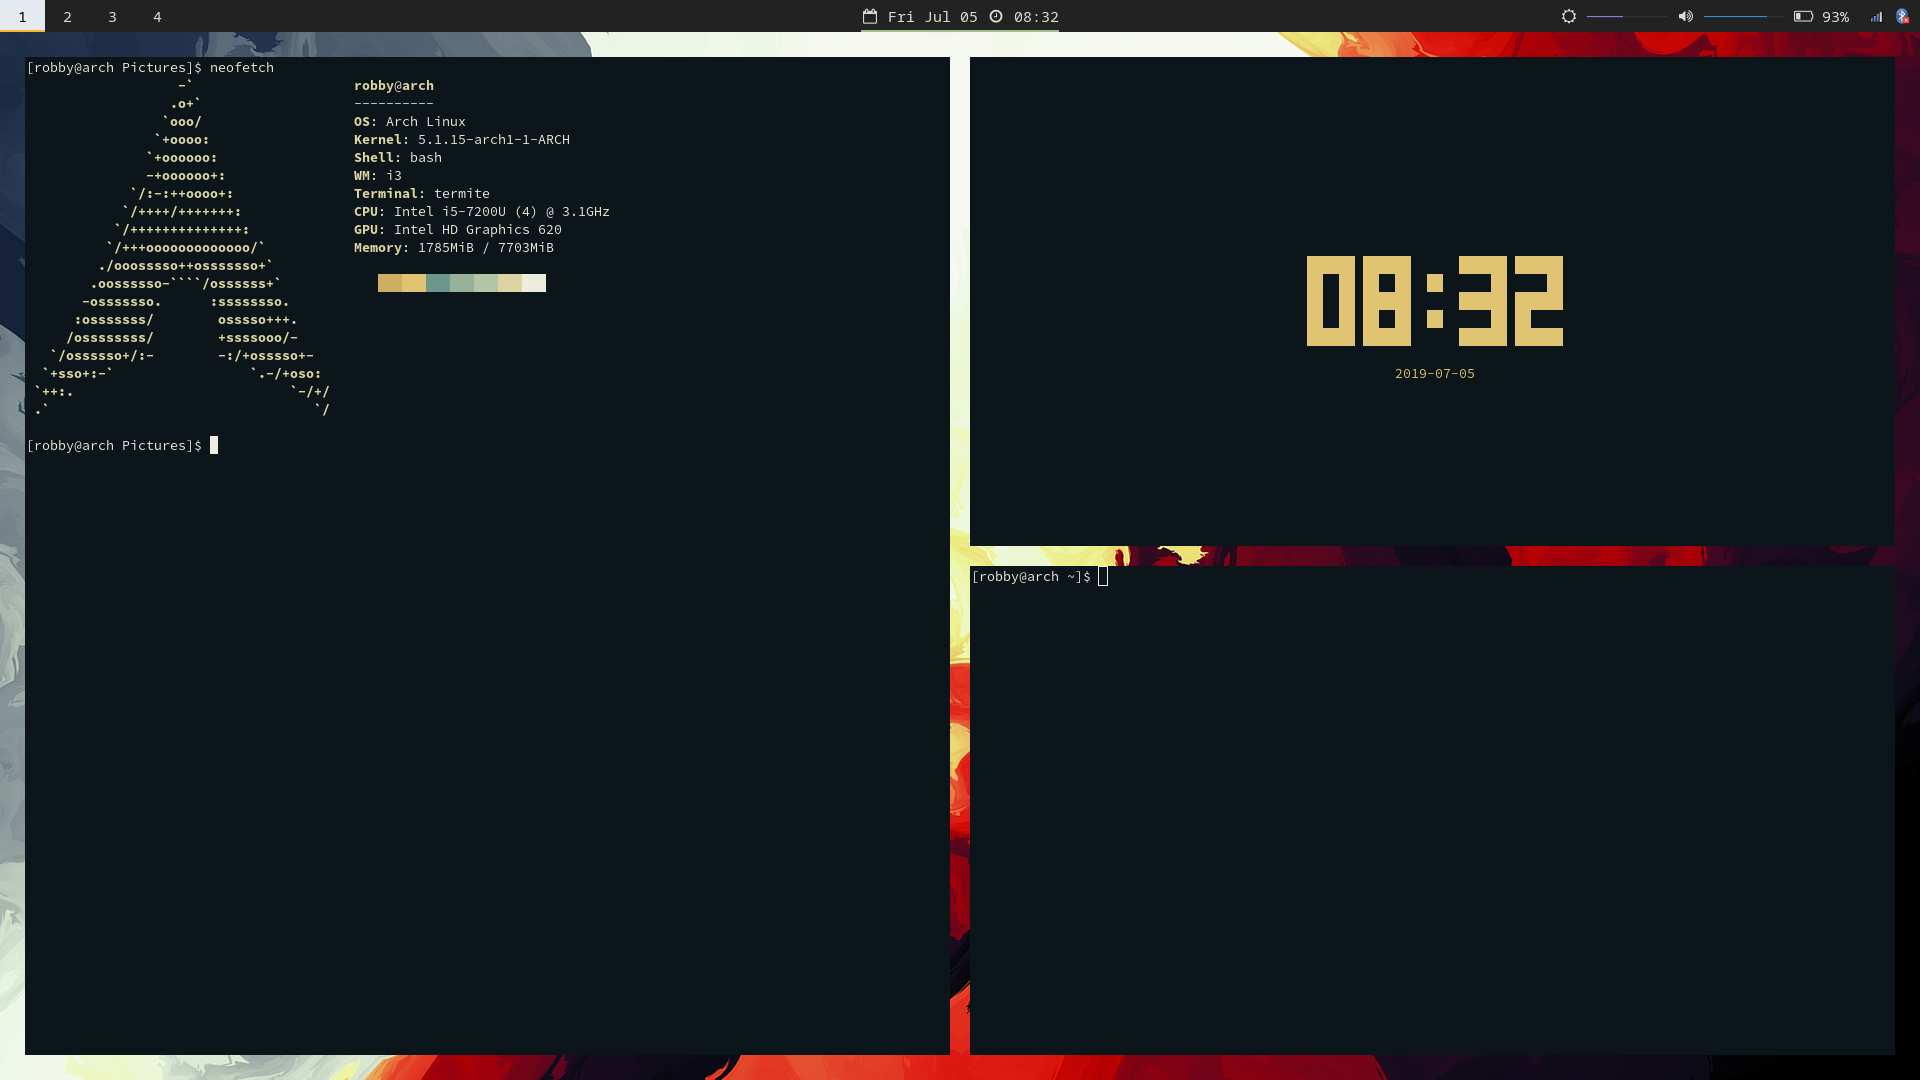 1 2 3 4 Fri Jul 05 08:32 93%
[robby@arch Pictures]$ neofetch
-`
.o+`
`ooo/
`+oooo:
`+oooooo:
-+oooooo+:
`/:-:++oooo+:
`/++++/+++++++:
`/++++++++++++++:
`/+++ooooooooooooo/`
./ooosssso++osssssso+`
.oossssso-````/ossssss+`
-osssssso.      :ssssssso.
:osssssss/        osssso+++.
/ossssssss/        +ssssooo/-
`/ossssso+/:-        -:/+osssso+-
`+sso+:-`                 `.-/+oso:
`++:.                           `-/+/
.`                                 `/
robby@arch
----------
OS: Arch Linux
Kernel: 5.1.15-arch1-1-ARCH
Shell: bash
WM: i3
Terminal: termite
CPU: Intel i5-7200U (4) @ 3.1GHz
GPU: Intel HD Graphics 620
Memory: 1785MiB / 7703MiB
[robby@arch Pictures]$
08:32
2019-07-05
[robby@arch ~]$